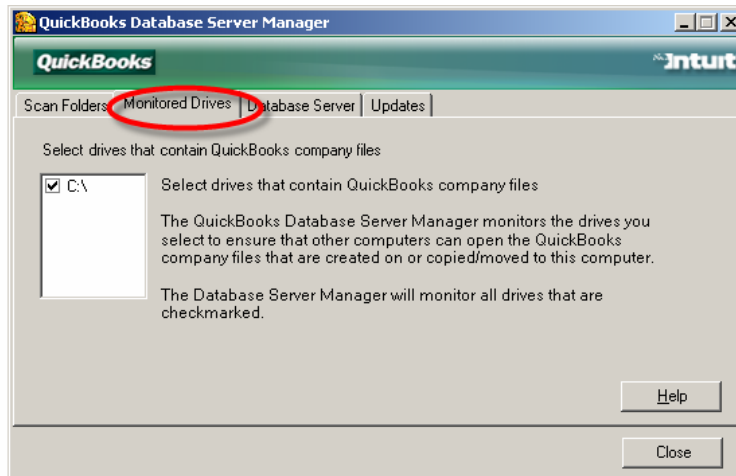 QuickBooks Database Server Manager
QuickBooks
Intuit
Scan Folders Monitored Drives Database Server Updates
Select drives that contain QuickBooks company files
C:\ Select drives that contain QuickBooks company files
The QuickBooks Database Server Manager monitors the drives you
select to ensure that other computers can open the QuickBooks
company files that are created on or copied/moved to this computer.
The Database Server Manager will monitor all drives that are
checkmarked.
Help
Close